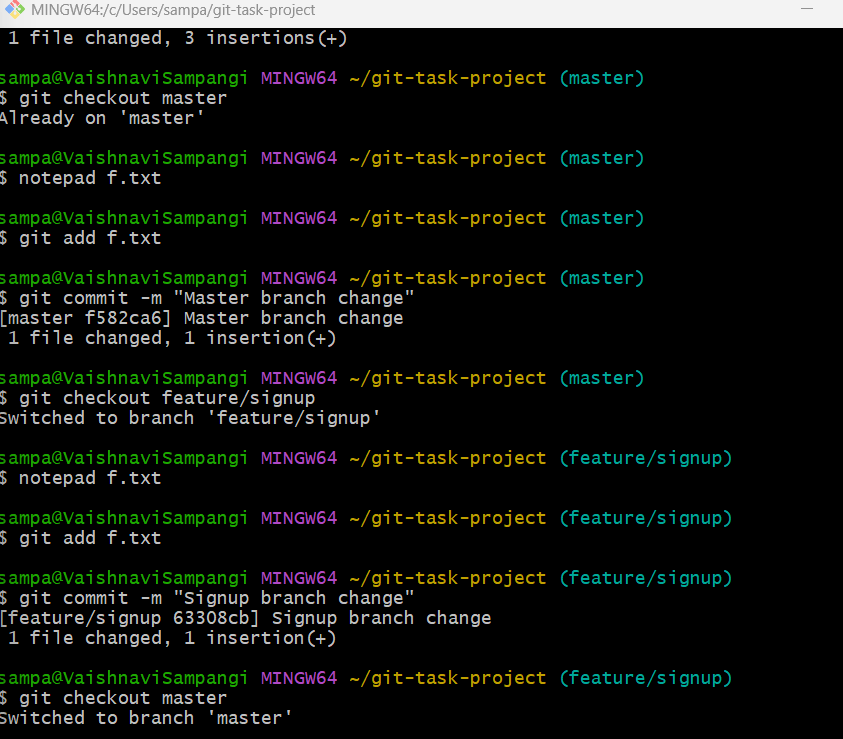 MINGW64:/c/Users/sampa/git-task-project
1 file changed, 3 insertions(+)
sampa@VaishnaviSampangi MINGW64 ~/git-task-project (master)
$ git checkout master
Already on 'master'
sampa@VaishnaviSampangi MINGW64 ~/git-task-project (master)
$ notepad f.txt
sampa@VaishnaviSampangi MINGW64 ~/git-task-project (master)
$ git add f.txt
sampa@VaishnaviSampangi MINGW64 ~/git-task-project (master)
$ git commit -m "Master branch change"
[master f582ca6] Master branch change
1 file changed, 1 insertion(+)
sampa@VaishnaviSampangi MINGW64 ~/git-task-project (master)
$ git checkout feature/signup
Switched to branch 'feature/signup'
sampa@VaishnaviSampangi MINGW64 ~/git-task-project (feature/signup)
$ notepad f.txt
sampa@VaishnaviSampangi MINGW64 ~/git-task-project (feature/signup)
$ git add f.txt
sampa@VaishnaviSampangi MINGW64 ~/git-task-project (feature/signup)
$ git commit -m "Signup branch change"
[feature/signup 63308cb] Signup branch change
1 file changed, 1 insertion(+)
sampa@VaishnaviSampangi MINGW64 ~/git-task-project (feature/signup)
$ git checkout master
Switched to branch 'master'